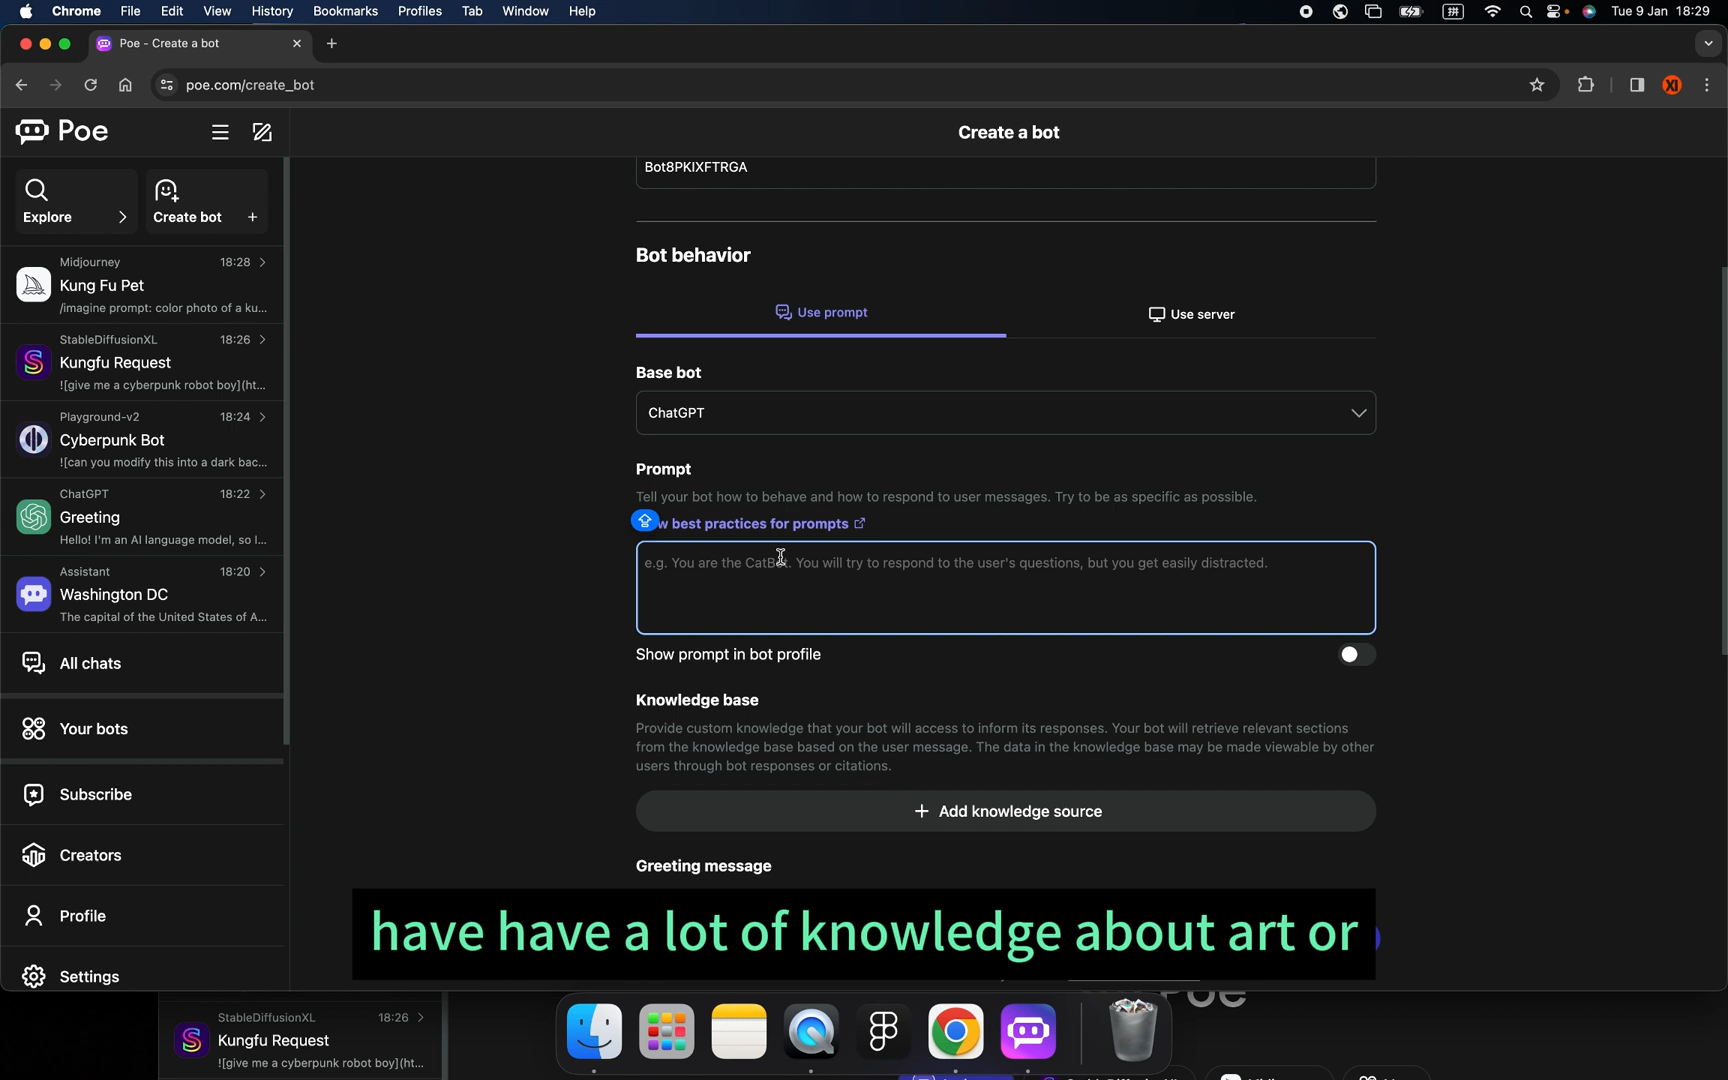 Chrome File Edit View History Bookmarks Profiles Tab Window Help Tue 9 Jan 18:29
Poe - Create a bot
poe.com/create_bot XI
Poe
Create a bot
Explore
Create bot +
Midjourney 18:28
Kung Fu Pet
/imagine prompt: color photo of a ku...
StableDiffusionXL 18:26
Kungfu Request
![give me a cyberpunk robot boy](ht...
Playground-v2 18:24
Cyberpunk Bot
![can you modify this into a dark bac...
ChatGPT 18:22
Greeting
Hello! I'm an AI language model, so I...
Assistant 18:20
Washington DC
The capital of the United States of A...
All chats
Your bots
Subscribe
Creators
Profile
Settings
Bot8PKIXFTRGA
Bot behavior
Use prompt
Use server
Base bot
ChatGPT
Prompt
Tell your bot how to behave and how to respond to user messages. Try to be as specific as possible.
w best practices for prompts
e.g. You are the CatBot. You will try to respond to the user's questions, but you get easily distracted.
Show prompt in bot profile
Knowledge base
Provide custom knowledge that your bot will access to inform its responses. Your bot will retrieve relevant sections
from the knowledge base based on the user message. The data in the knowledge base may be made viewable by other
users through bot responses or citations.
+ Add knowledge source
Greeting message
have have a lot of knowledge about art or
StableDiffusionXL 18:26
Kungfu Request
![give me a cyberpunk robot boy](ht...
Poe